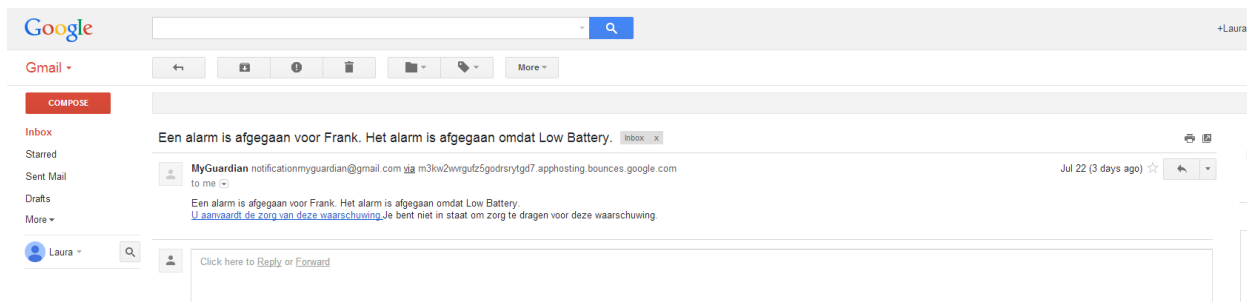 Google
+Laura
Gmail
More
COMPOSE
Inbox
Starred
Sent Mail
Drafts
More
Laura
Een alarm is afgegaan voor Frank. Het alarm is afgegaan omdat Low Battery. Inbox x
MyGuardian notificationmyguardian@gmail.com via m3kw2wvrgufz5godrsrytgd7.apphosting.bounces.google.com Jul 22 (3 days ago)
to me
Een alarm is afgegaan voor Frank. Het alarm is afgegaan omdat Low Battery.
U aanvaardt de zorg van deze waarschuwing Je bent niet in staat om zorg te dragen voor deze waarschuwing.
Click here to Reply or Forward